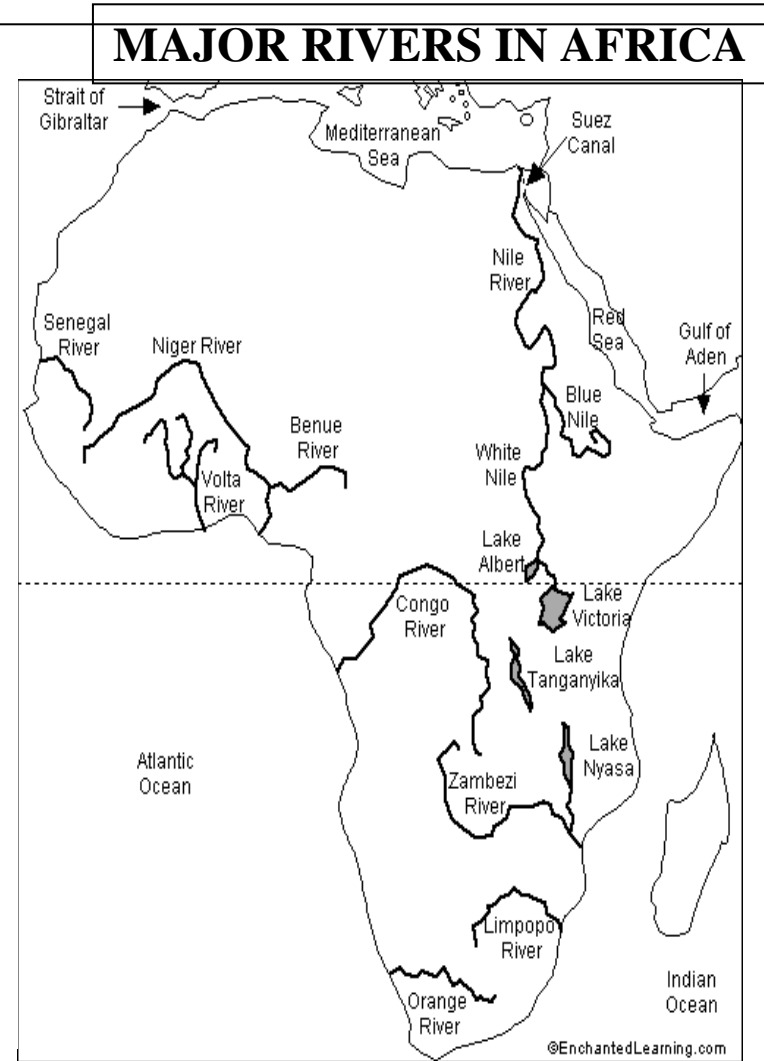 MAJOR RIVERS IN AFRICA
Strait of
Gibraltar
Mediterranean
Sea
Suez
Canal
Nile
River
Red
Sea
Gulf of
Aden
Senegal
River
Niger River
Benue
River
Blue
Nile
White
Nile
Volta
River
Lake
Albert
Congo
River
Lake
Victoria
Lake
Tanganyika
Atlantic
Ocean
Lake
Nyasa
Zambezi
River
Limpopo
River
Orange
River
Indian
Ocean
©EnchantedLearning.com